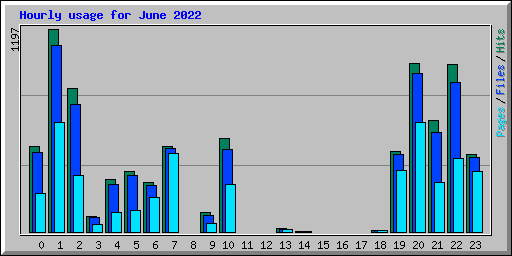 Hourly usage for June 2022
1197
Pages/Files/Hits
0 1 2 3 4 5 6 7 8 9 10 11 12 13 14 15 16 17 18 19 20 21 22 23